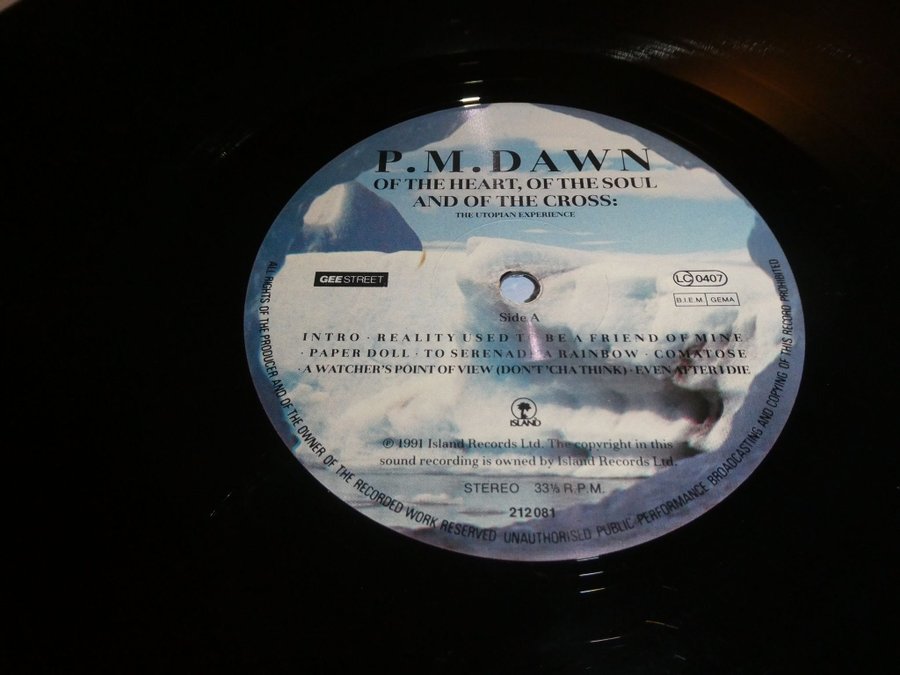 P.M.DAWN
OF THE HEART, OF THE SOUL
AND OF THE CROSS:
THE UTOPIAN EXPERIENCE
GEE STREET
LC 0407
B.I.E.M. GEMA
Side A
INTRO · REALITY USED TO BE A FRIEND OF MINE
· PAPER DOLL · TO SERENADE A RAINBOW · COMATOSE
· A WATCHER'S POINT OF VIEW (DON'T 'CHA THINK) · EVEN AFTER I DIE
ISLAND
℗ 1991 Island Records Ltd. The copyright in this
sound recording is owned by Island Records Ltd.
STEREO 33⅓ R.P.M.
212 081
ALL RIGHTS OF THE PRODUCER AND OF THE OWNER OF THE RECORDED WORK RESERVED UNAUTHORISED PUBLIC PERFORMANCE BROADCASTING AND COPYING OF THIS RECORD PROHIBITED